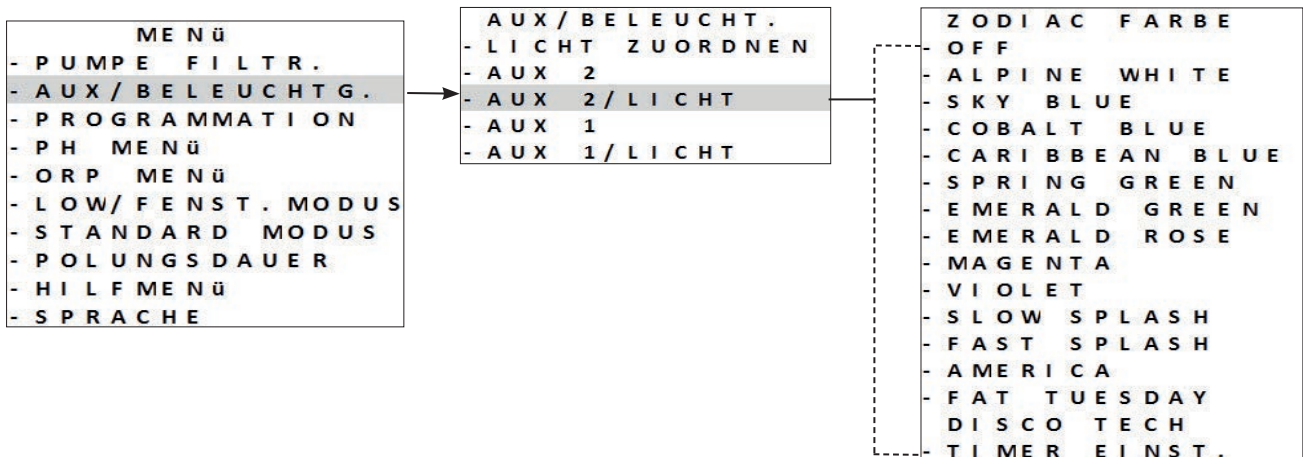 MENü
- PUMPE FILTR.
- AUX/BELEUCHTG.
- PROGRAMMATION
- PH MENü
- ORP MENü
- LOW/FENST.MODUS
- STANDARD MODUS
- POLUNGSDAUER
- HILFMENü
- SPRACHE
AUX/BELEUCHT.
- LICHT ZUORDNEN
- AUX 2
- AUX 2/LICHT
- AUX 1
- AUX 1/LICHT
ZODIAC FARBE
- OFF
- ALPINE WHITE
- SKY BLUE
- COBALT BLUE
- CARIBBEAN BLUE
- SPRING GREEN
- EMERALD GREEN
- EMERALD ROSE
- MAGENTA
- VIOLET
- SLOW SPLASH
- FAST SPLASH
- AMERICA
- FAT TUESDAY
DISCO TECH
- TIMER EINST.